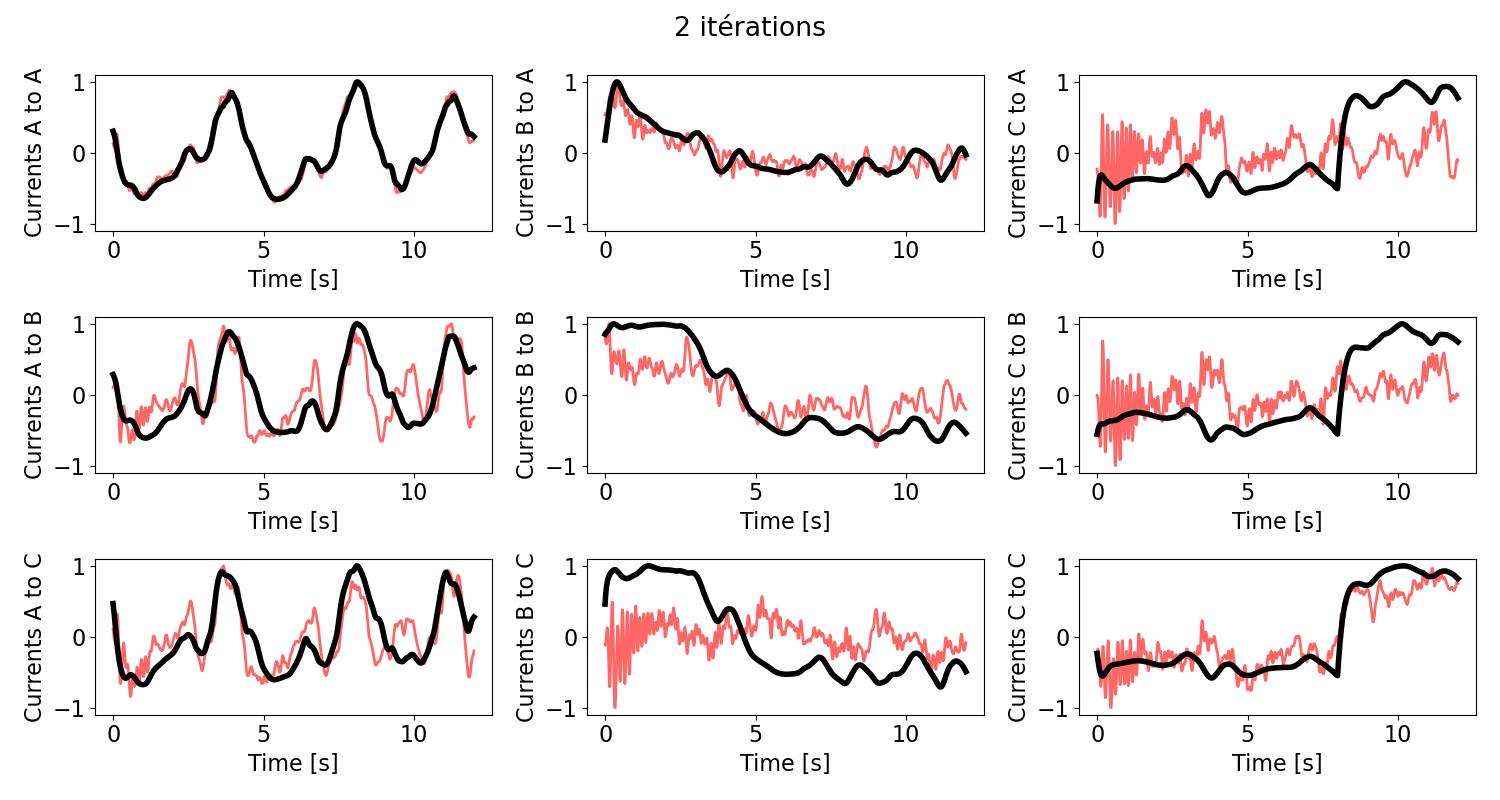 2 itérations
Currents A to A
1
0
−1
0
5
10
Time [s]
Currents B to A
1
0
−1
0
5
10
Time [s]
Currents C to A
1
0
−1
0
5
10
Time [s]
Currents A to B
1
0
−1
0
5
10
Time [s]
Currents B to B
1
0
−1
0
5
10
Time [s]
Currents C to B
1
0
−1
0
5
10
Time [s]
Currents A to C
1
0
−1
0
5
10
Time [s]
Currents B to C
1
0
−1
0
5
10
Time [s]
Currents C to C
1
0
−1
0
5
10
Time [s]